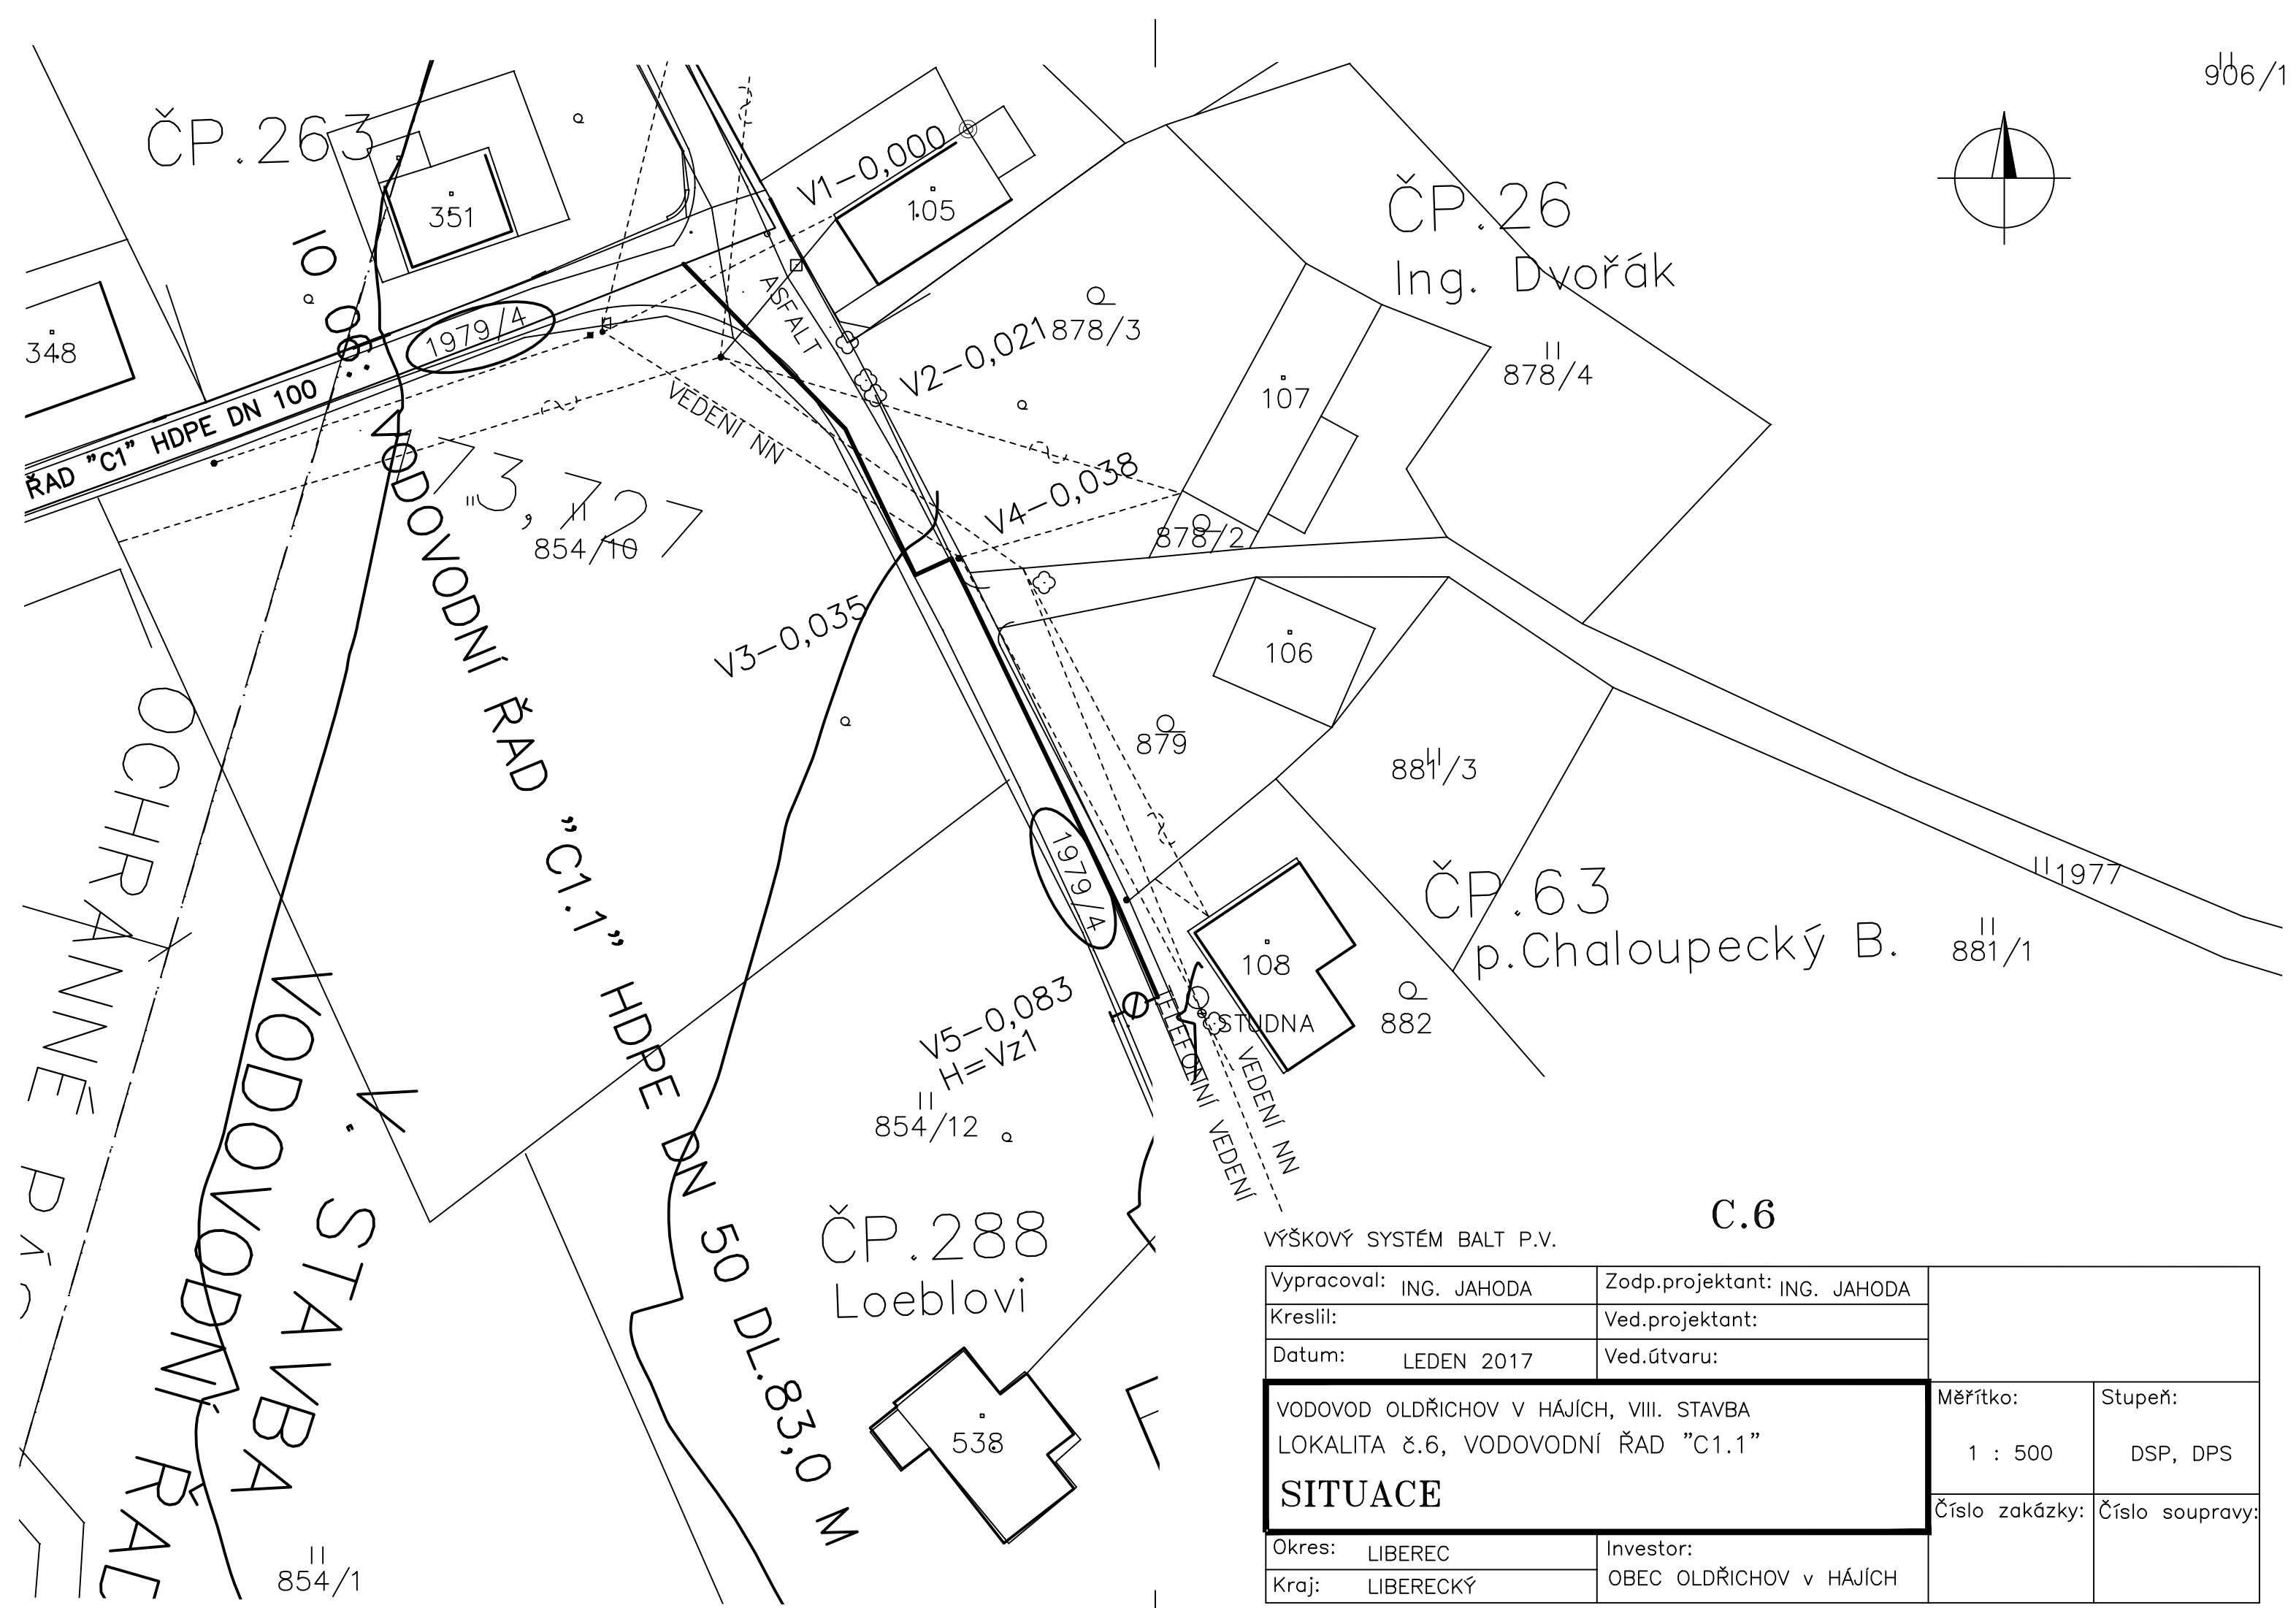 906/1
ČP.263
V1-0,000
351
105
ČP.26
Ing. Dvořák
10.06.
ASFALT
348
1979/4
V2-0,021
878/3
878/4
107
VEDENÍ NN
ŘAD "C1" HDPE DN 100
V4-0,038
854/10
878/2
V3-0,035
106
879
881/3
VODOVODNÍ ŘAD "C1.1" HDPE DN 50 DL.83,0 M
1979/4
1977
ČP.63
p.Chaloupecký B.
881/1
108
882
STUDNA
V5-0,083
H=Vz1
TELEFONNÍ VEDENÍ
VEDENÍ NN
854/12
OCHRANNÉ
V. STAVBA
VODOVODNÍ
ČP.288
Loeblovi
538
854/1
C.6
VÝŠKOVÝ SYSTÉM BALT P.V.
Vypracoval: ING. JAHODA
Zodp.projektant: ING. JAHODA
Kreslil:
Ved.projektant:
Datum: LEDEN 2017
Ved.útvaru:
VODOVOD OLDŘICHOV V HÁJÍCH, VIII. STAVBA
LOKALITA č.6, VODOVODNÍ ŘAD "C1.1"
SITUACE
Měřítko:
1 : 500
Stupeň:
DSP, DPS
Číslo zakázky:
Číslo soupravy:
Okres: LIBEREC
Kraj: LIBERECKÝ
Investor:
OBEC OLDŘICHOV v HÁJÍCH